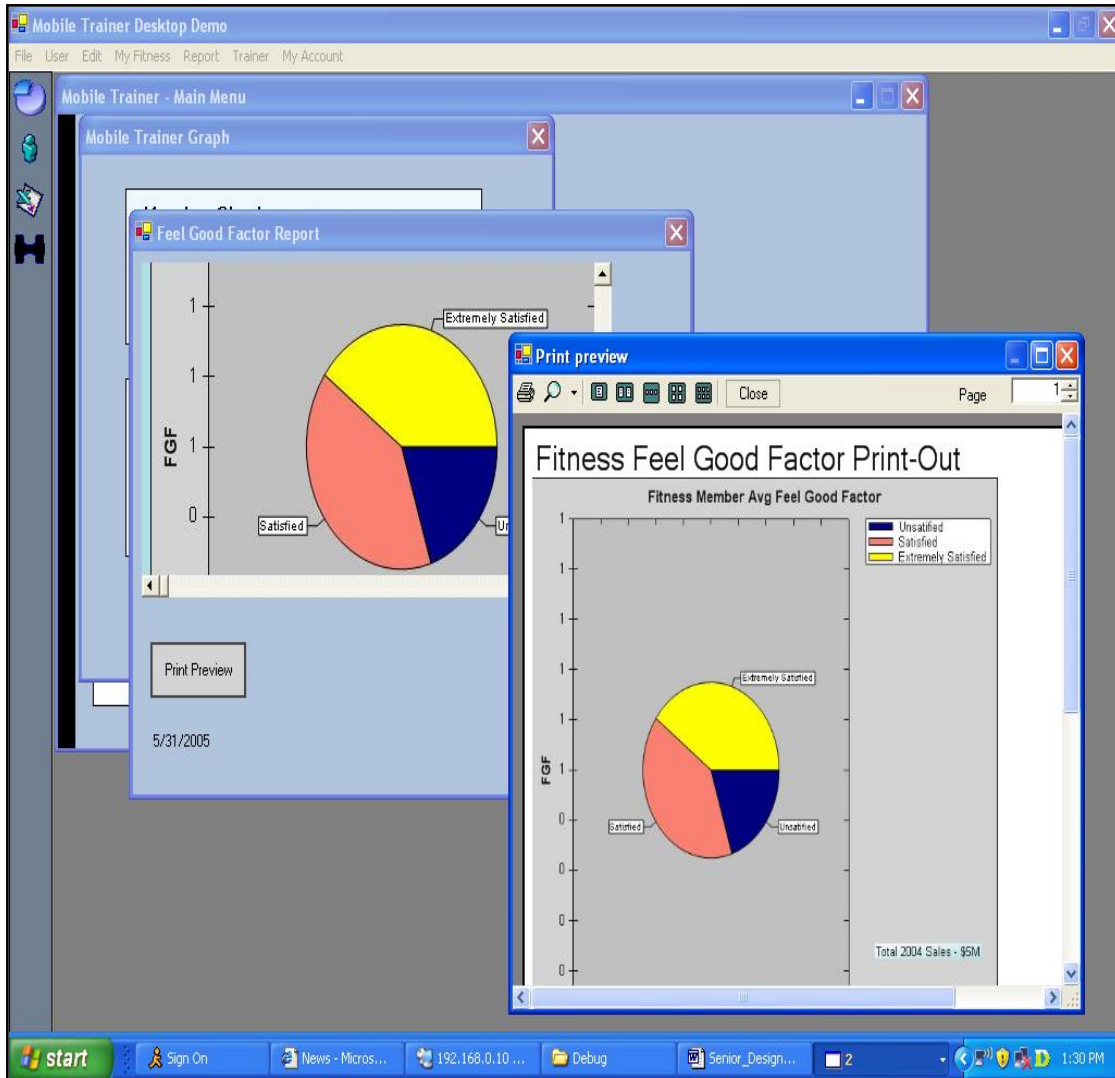 Mobile Trainer Desktop Demo
File User Edit My Fitness Report Trainer My Account
Mobile Trainer - Main Menu
Mobile Trainer Graph
Feel Good Factor Report
1
Extremely Satisfied
1
1
FGF
0
Satisfied
Un
Print Preview
5/31/2005
Print preview
Close
Page
1
Fitness Feel Good Factor Print-Out
Fitness Member Avg Feel Good Factor
Unsatified
Satisfied
Extremely Satisfied
1
1
1
1
1
1
0
0
0
0
FGF
Extremely Satisfied
Satisfied
Unsatified
Total 2004 Sales - $5M
start
Sign On
News - Micros...
192.168.0.10 ...
Debug
Senior_Design...
2
1:30 PM